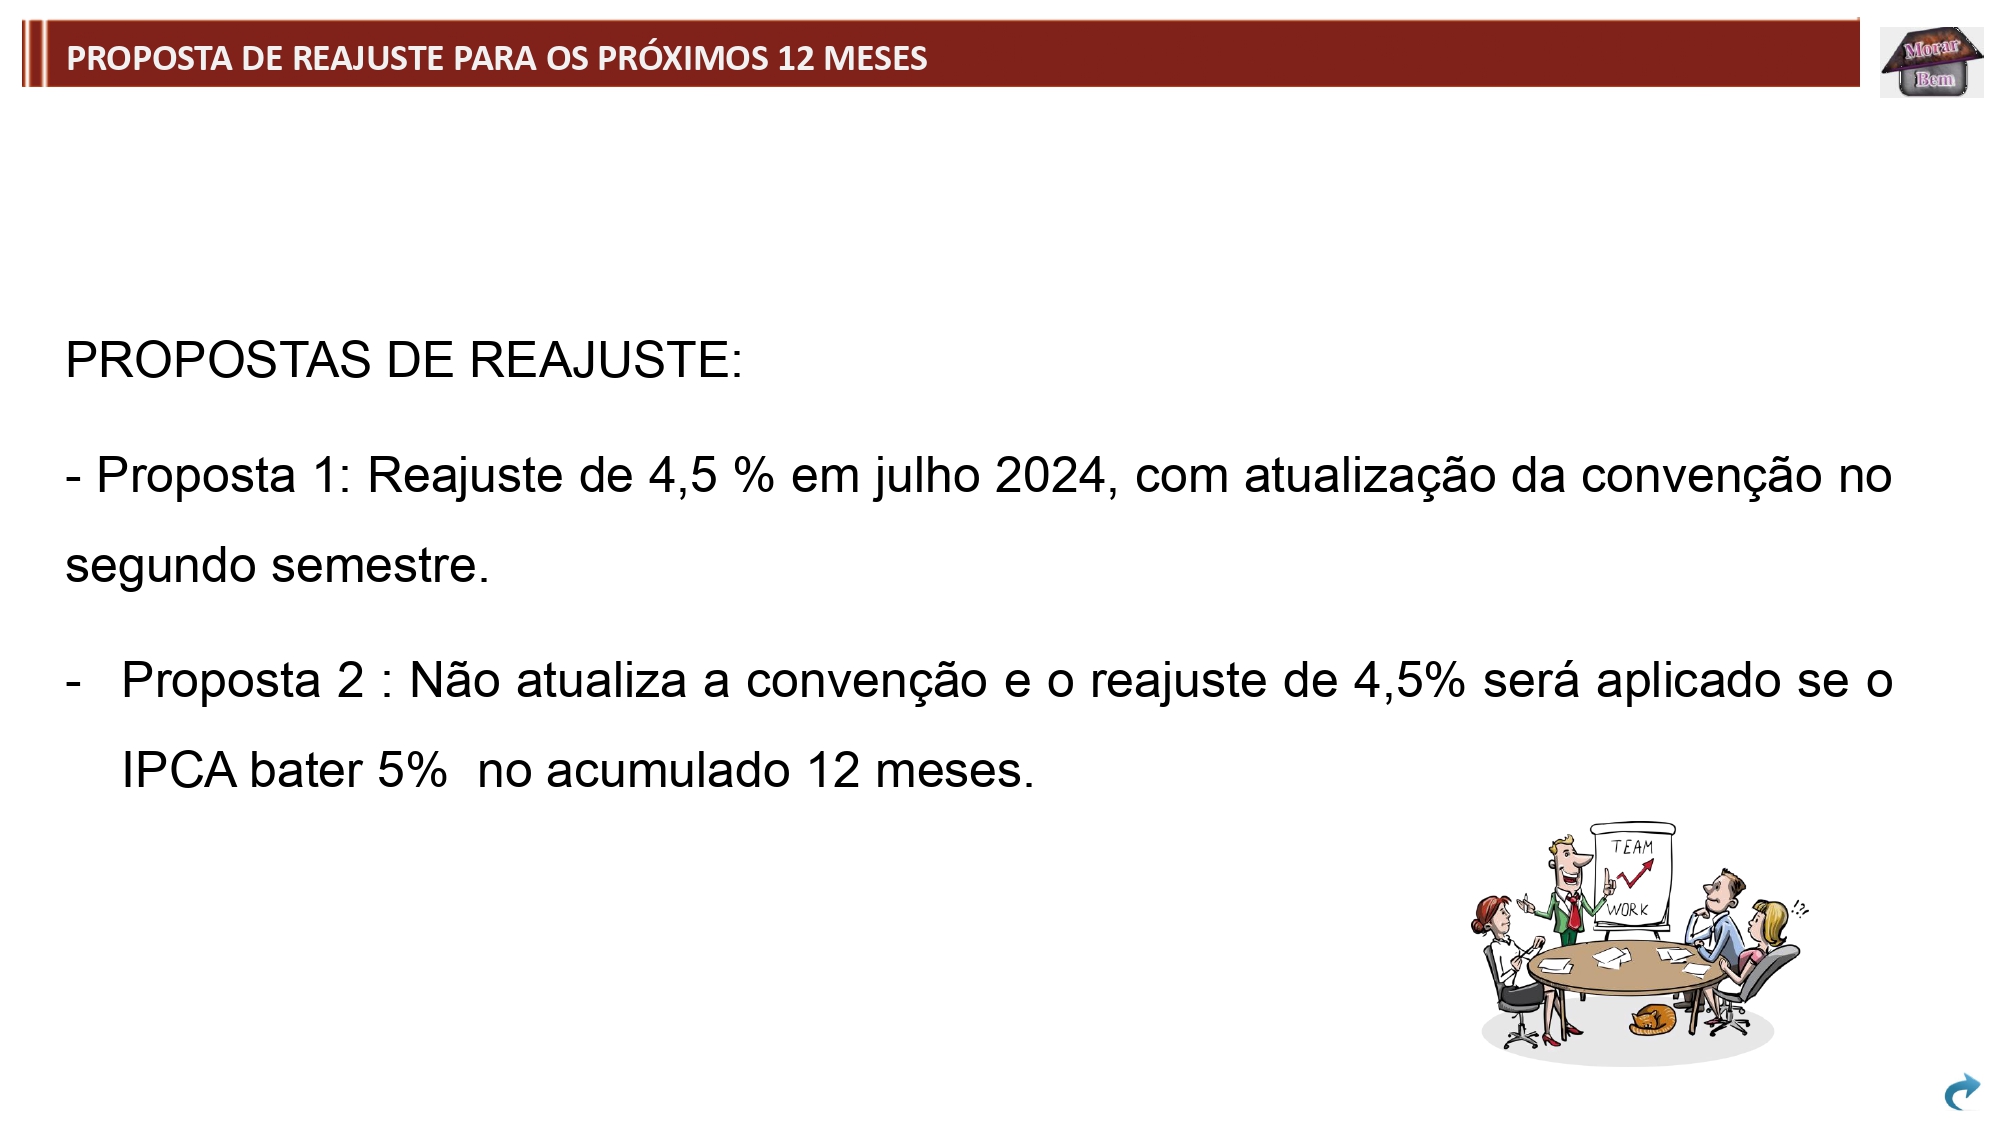 PROPOSTA DE REAJUSTE PARA OS PRÓXIMOS 12 MESES
Morar
Bem
PROPOSTAS DE REAJUSTE:
- Proposta 1: Reajuste de 4,5 % em julho 2024, com atualização da convenção no
segundo semestre.
- Proposta 2 : Não atualiza a convenção e o reajuste de 4,5% será aplicado se o
IPCA bater 5%  no acumulado 12 meses.
TEAM
WORK
!?!